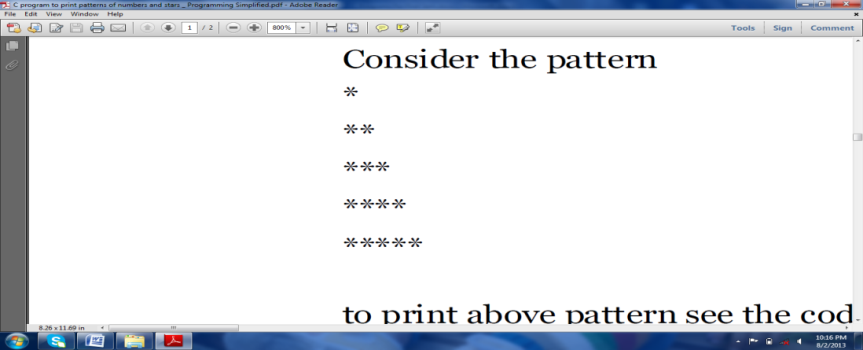 C program to print patterns of numbers and stars _ Programming Simplified.pdf - Adobe Reader
File Edit View Window Help
1 / 2 800% Tools Sign Comment
Consider the pattern
*
**
***
****
*****
to print above pattern see the cod
8.26 x 11.69 in
10:16 PM
8/2/2013